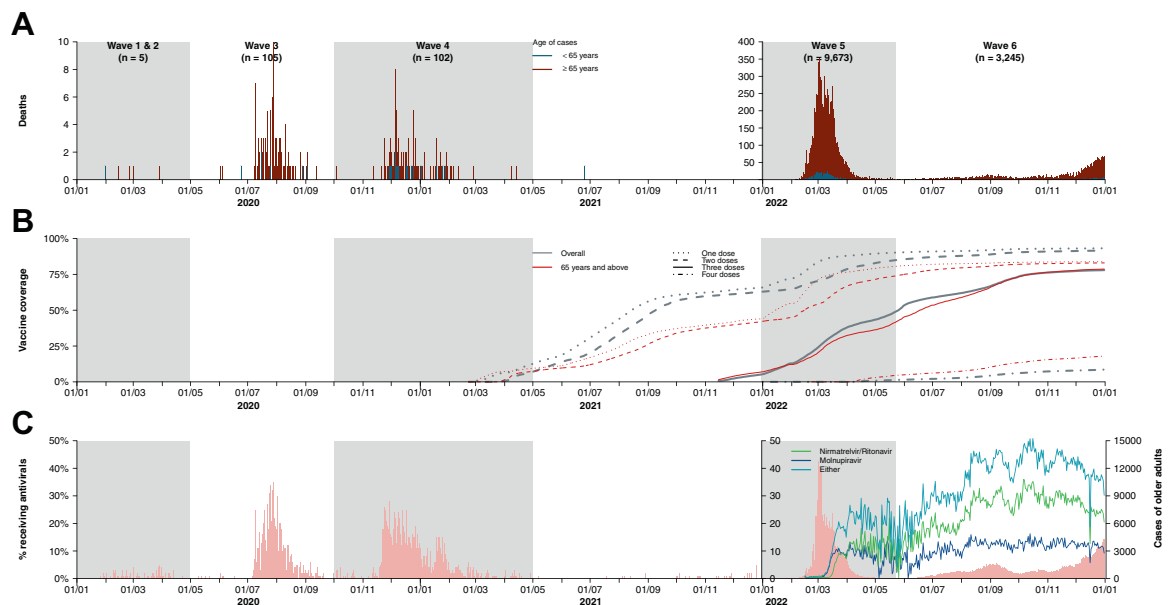 A
Wave 1 & 2
(n = 5)
Wave 3
(n = 105)
Wave 4
(n = 102)
Age of cases
< 65 years
≥ 65 years
Wave 5
(n = 9,673)
Wave 6
(n = 3,245)
Deaths
10
8
6
4
2
0
400
350
300
250
200
150
100
50
01/01 01/05 01/09 01/11 01/01 01/03 01/05 01/07 01/09 01/11 01/01 01/03 01/05 01/07 01/09 01/11 01/01
2020 2021 2022
B
Vaccine coverage
100%
75%
50%
25%
0%
Overall
65 years and above
One dose
Two doses
Three doses
Four doses
01/01 01/03 01/05 01/07 01/09 01/11 01/01 01/03 01/05 01/07 01/09 01/11 01/01 01/03 01/05 01/07 01/09 01/11 01/01
2020 2021 2022
C
% receiving antivirals
50%
40%
30%
20%
10%
0%
50
40
30
20
10
0
Nirmatrelvir/Ritonavir
Molnupiravir
Either
15000
12000
9000
6000
3000
0
Cases of older adults
01/01 01/03 01/05 01/07 01/09 01/11 01/01 01/03 01/05 01/07 01/09 01/11 01/01 01/03 01/05 01/07 01/09 01/11 01/01
2020 2021 2022